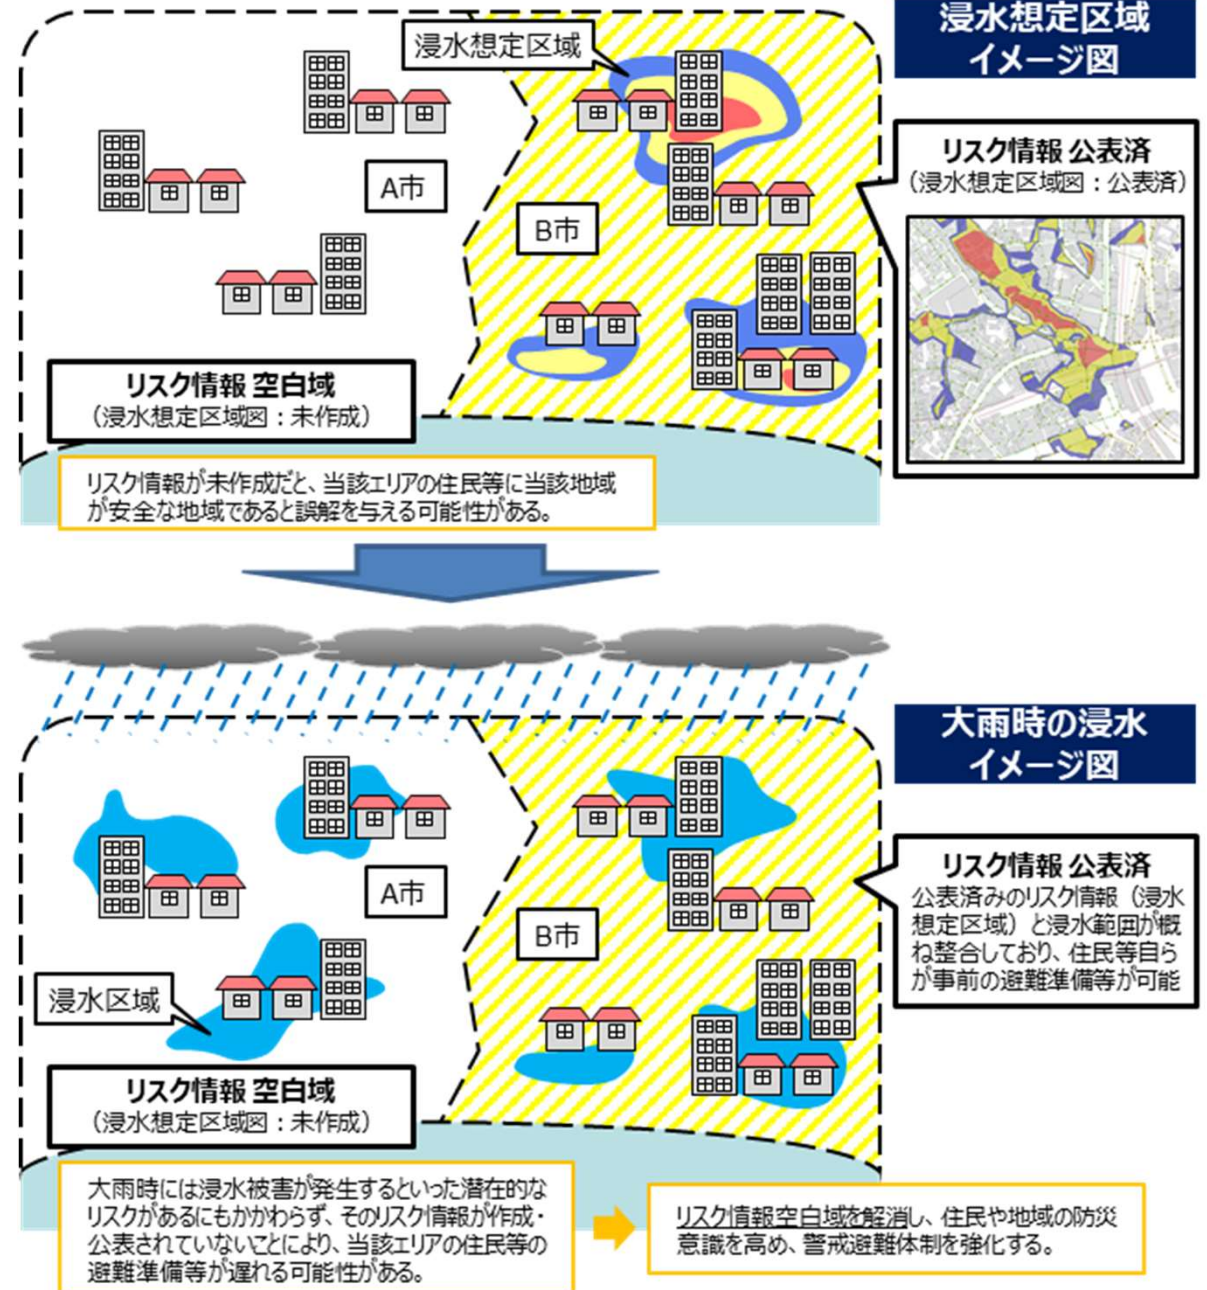 浸水想定区域
イメージ図
浸水想定区域
リスク情報 公表済
（浸水想定区域図：公表済）
A市
B市
リスク情報 空白域
（浸水想定区域図：未作成）
リスク情報が未作成だと、当該エリアの住民等に当該地域
が安全な地域であると誤解を与える可能性がある。
大雨時の浸水
イメージ図
リスク情報 公表済
公表済みのリスク情報（浸水
想定区域）と浸水範囲が概
ね整合しており、住民等自ら
が事前の避難準備等が可能
A市
B市
浸水区域
リスク情報 空白域
（浸水想定区域図：未作成）
大雨時には浸水被害が発生するといった潜在的な
リスクがあるにもかかわらず、そのリスク情報が作成・
公表されていないことにより、当該エリアの住民等の
避難準備等が遅れる可能性がある。
リスク情報空白域を解消し、住民や地域の防災
意識を高め、警戒避難体制を強化する。